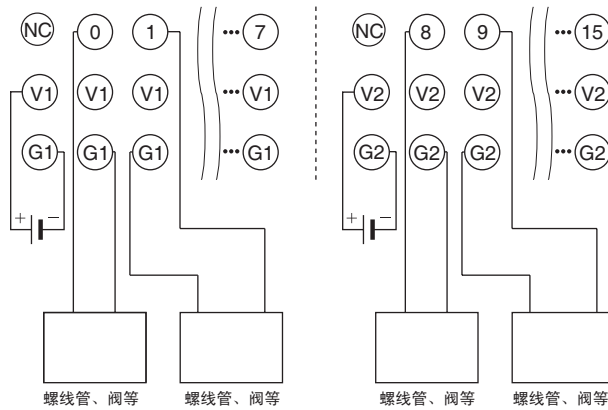 NC 0 1 ••• 7 NC 8 9 ••• 15
V1 V1 V1 ••• V1 V2 V2 V2 ••• V2
G1 G1 G1 ••• G1 G2 G2 G2 ••• G2
+ − + −
螺线管、阀等 螺线管、阀等 螺线管、阀等 螺线管、阀等